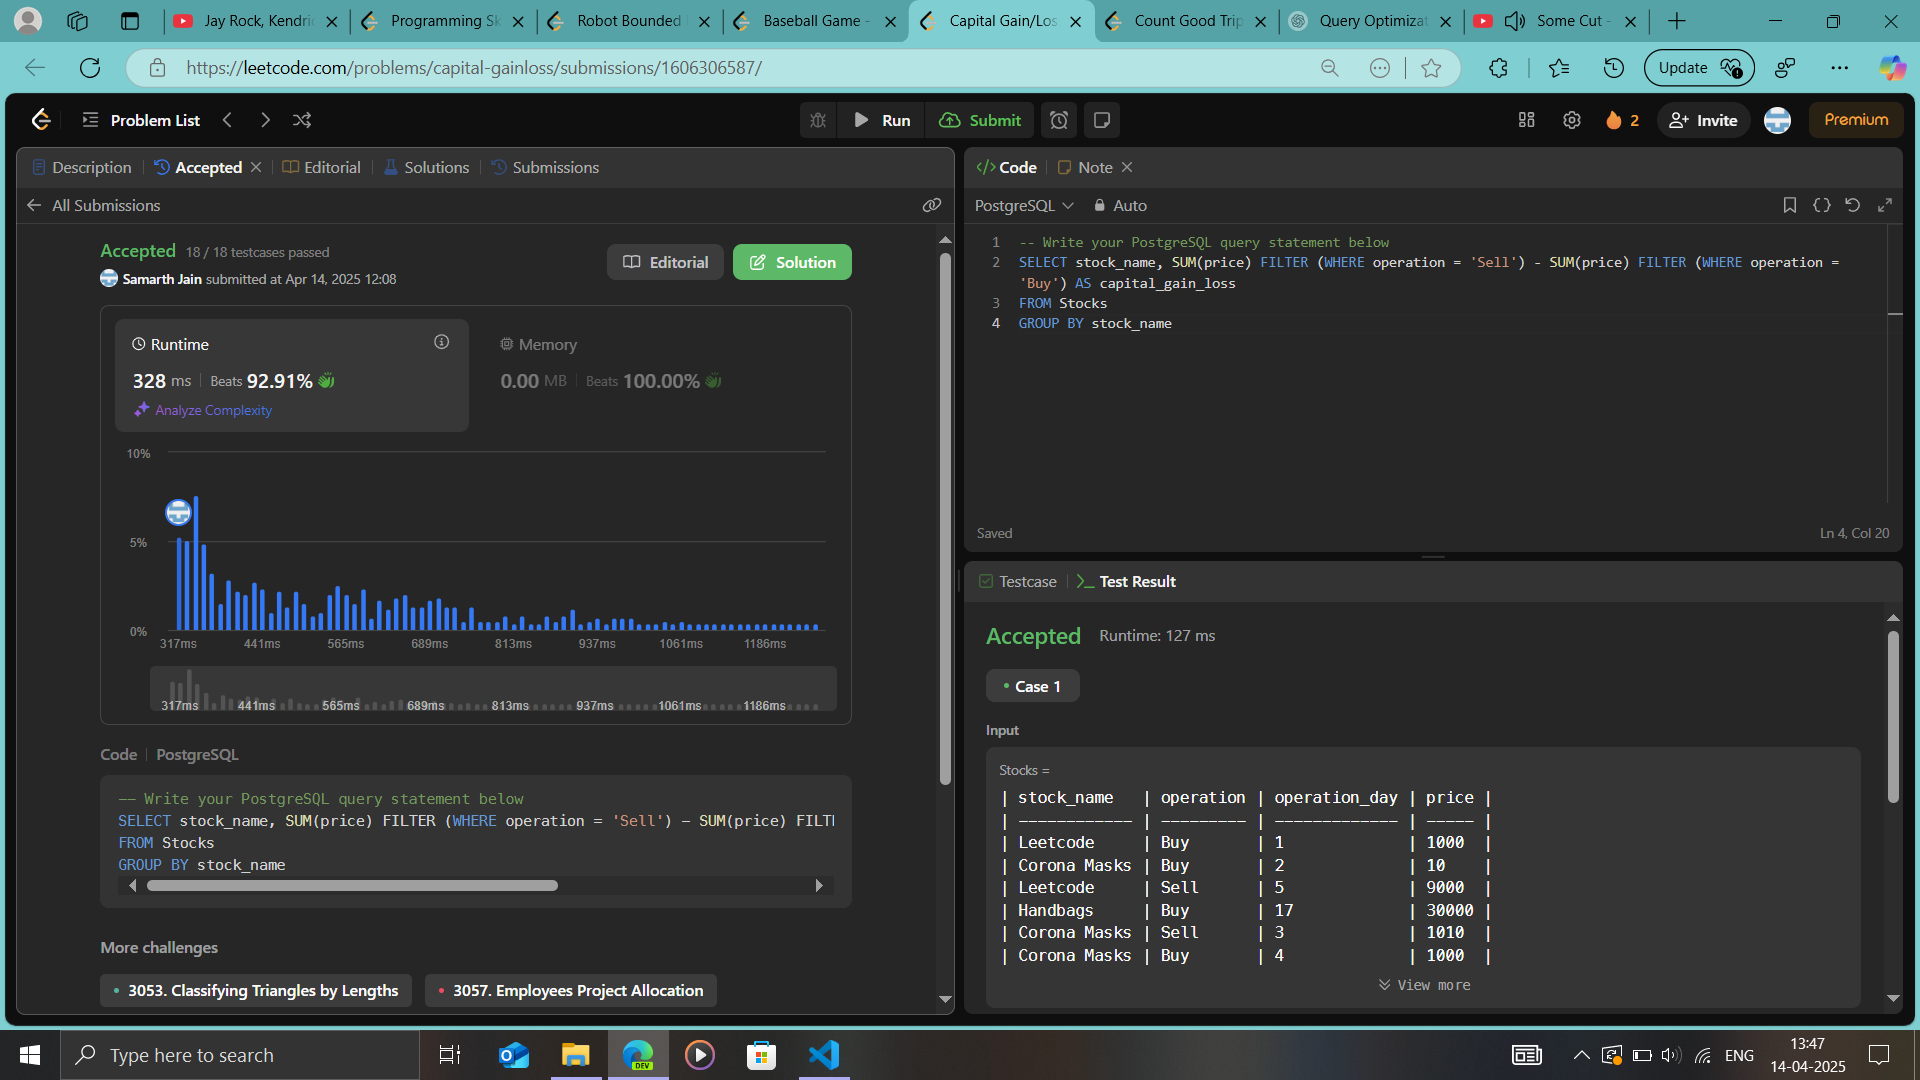 Jay Rock, Kendri
Programming Sk
Robot Bounded
Baseball Game -
Capital Gain/Los
Count Good Trip
Query Optimizat
Some Cut -
https://leetcode.com/problems/capital-gainloss/submissions/1606306587/
Update
Problem List
Run
Submit
2
Invite
Premium
Description
Accepted
Editorial
Solutions
Submissions
All Submissions
Accepted 18 / 18 testcases passed
Samarth Jain submitted at Apr 14, 2025 12:08
Editorial
Solution
Runtime
328 ms Beats 92.91%
Analyze Complexity
Memory
0.00 MB Beats 100.00%
10%
5%
0%
317ms 441ms 565ms 689ms 813ms 937ms 1061ms 1186ms
317ms 441ms 565ms 689ms 813ms 937ms 1061ms 1186ms
Code PostgreSQL
-- Write your PostgreSQL query statement below
SELECT stock_name, SUM(price) FILTER (WHERE operation = 'Sell') - SUM(price) FILTE
FROM Stocks
GROUP BY stock_name
More challenges
3053. Classifying Triangles by Lengths
3057. Employees Project Allocation
</> Code
Note
PostgreSQL
Auto
1 -- Write your PostgreSQL query statement below
2 SELECT stock_name, SUM(price) FILTER (WHERE operation = 'Sell') - SUM(price) FILTER (WHERE operation =
'Buy') AS capital_gain_loss
3 FROM Stocks
4 GROUP BY stock_name
Saved
Ln 4, Col 20
Testcase
Test Result
Accepted Runtime: 127 ms
Case 1
Input
Stocks =
| stock_name | operation | operation_day | price |
| ------------ | --------- | ------------- | ----- |
| Leetcode | Buy | 1 | 1000 |
| Corona Masks | Buy | 2 | 10 |
| Leetcode | Sell | 5 | 9000 |
| Handbags | Buy | 17 | 30000 |
| Corona Masks | Sell | 3 | 1010 |
| Corona Masks | Buy | 4 | 1000 |
View more
Type here to search
DEV
ENG
13:47
14-04-2025